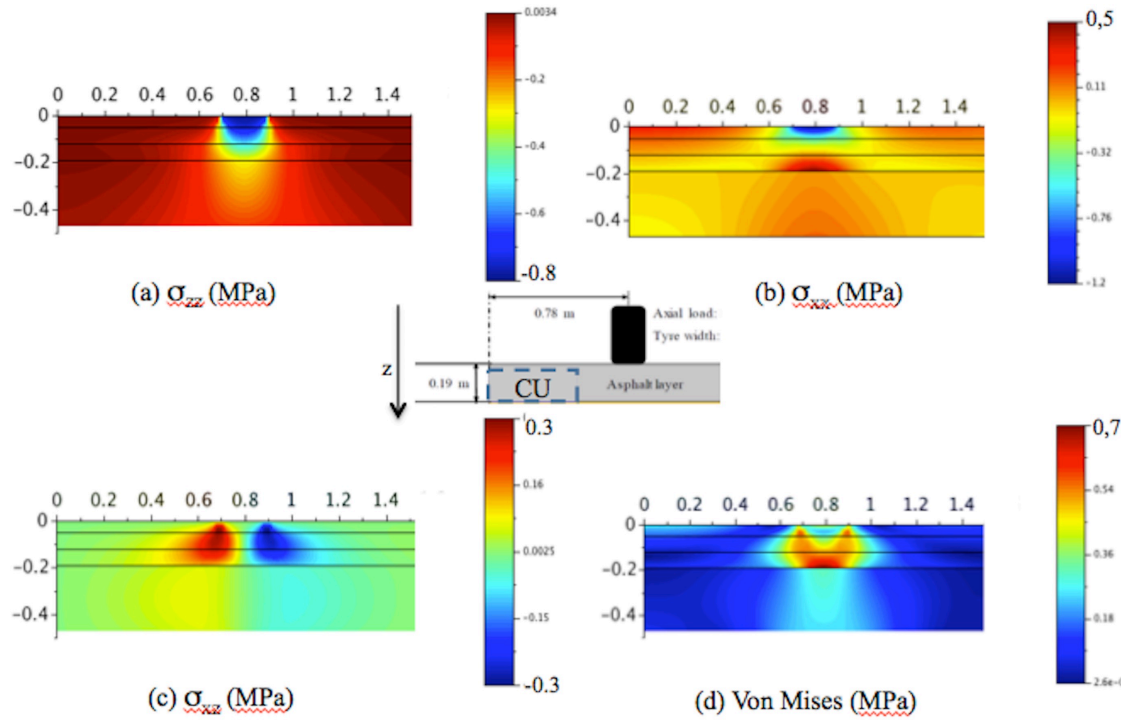 0.0034
-0.2
-0.4
-0.6
-0.8
0 0.2 0.4 0.6 0.8 1 1.2 1.4
0
-0.2
-0.4
(a) σzz (MPa)
0,5
0.11
-0.1
-0.32
-0.76
-1.2
0 0.2 0.4 0.6 0.8 1 1.2 1.4
0
-0.2
-0.4
(b) σxx (MPa)
0.78 m
Axial load:
Tyre width:
z
0.19 m
CU
Asphalt layer
0.3
0.16
0.0025
-0.15
-0.3
0 0.2 0.4 0.6 0.8 1 1.2 1.4
0
-0.2
-0.4
(c) σxz (MPa)
0,7
0.54
0.36
0.18
0 0.2 0.4 0.6 0.8 1 1.2 1.4
0
-0.2
-0.4
(d) Von Mises (MPa)